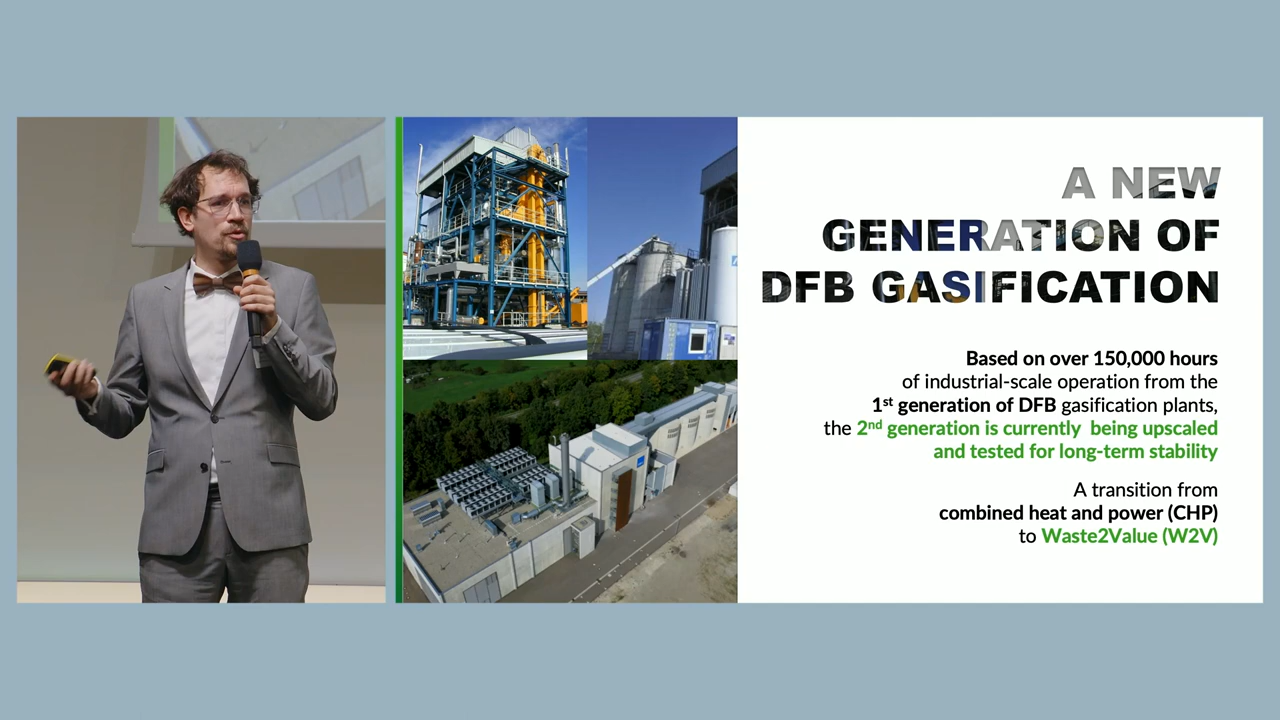 A NEW
GENERATION OF
DFB GASIFICATION
Based on over 150,000 hours
of industrial-scale operation from the
1st generation of DFB gasification plants,
the 2nd generation is currently being upscaled
and tested for long-term stability
A transition from
combined heat and power (CHP)
to Waste2Value (W2V)